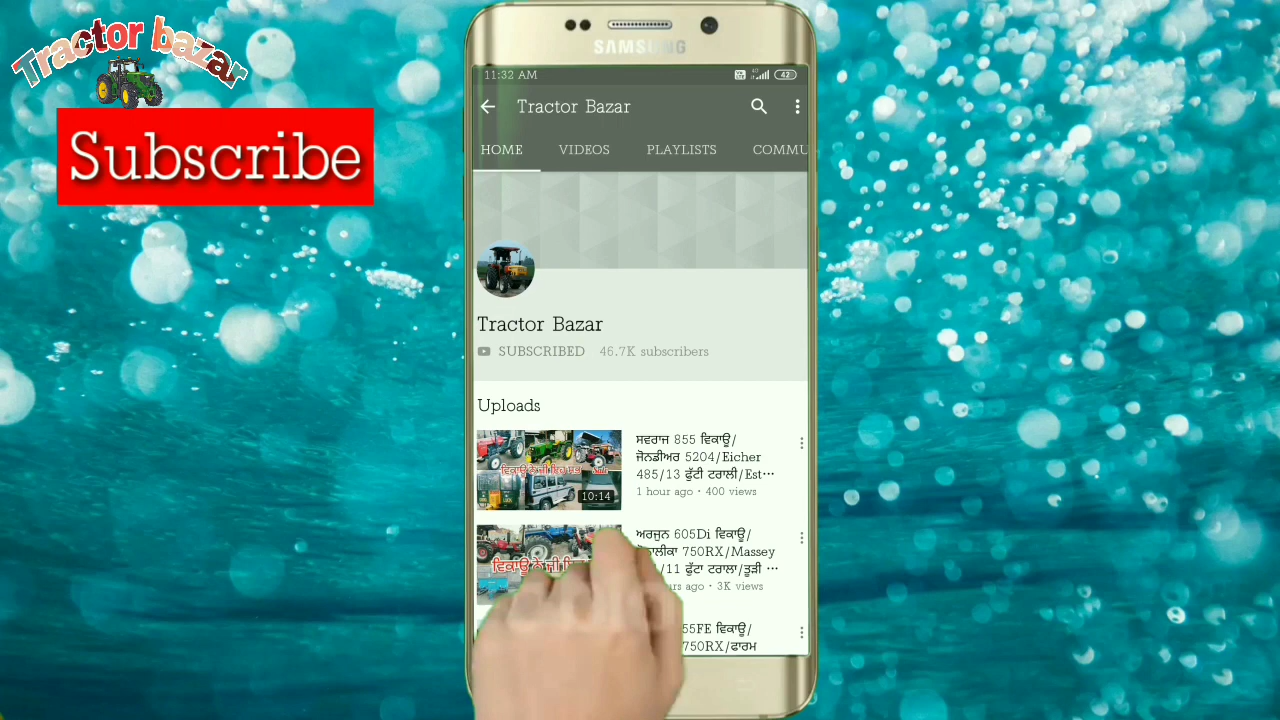 Tractor bazar
Subscribe
SAMSUNG
11:32 AM
42
Tractor Bazar
HOME VIDEOS PLAYLISTS COMMU
Tractor Bazar
SUBSCRIBED 46.7K subscribers
Uploads
ਸਵਰਾਜ 855 ਵਿਕਾਊ/
ਜੋਨਡੀਅਰ 5204/Eicher
485/13 ਫੁੱਟੀ ਟਰਾਲੀ/Est…
1 hour ago • 400 views
10:14
ਅਰਜੁਨ 605Di ਵਿਕਾਊ/
750RX/Massey
/11 ਫੁੱਟਾ ਟਰਾਲਾ/ਤੂੜੀ …
ago • 3K views
ਵਿਕਾਊ ਨੇ ਜੀ
55FE ਵਿਕਾਊ/
750RX/ਫਾਰਮ